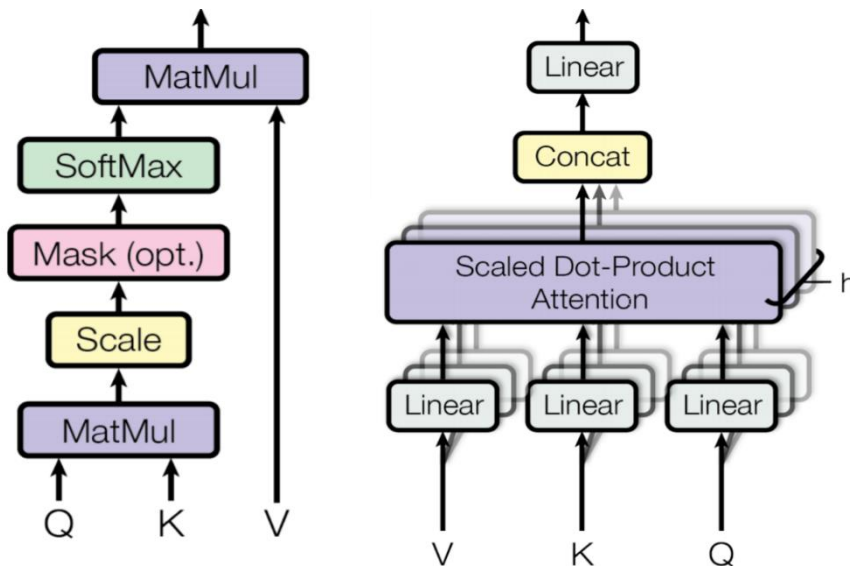 MatMul
SoftMax
Mask (opt.)
Scale
MatMul
Q K V
Linear
Concat
Scaled Dot-Product
Attention
h
Linear Linear Linear
V K Q